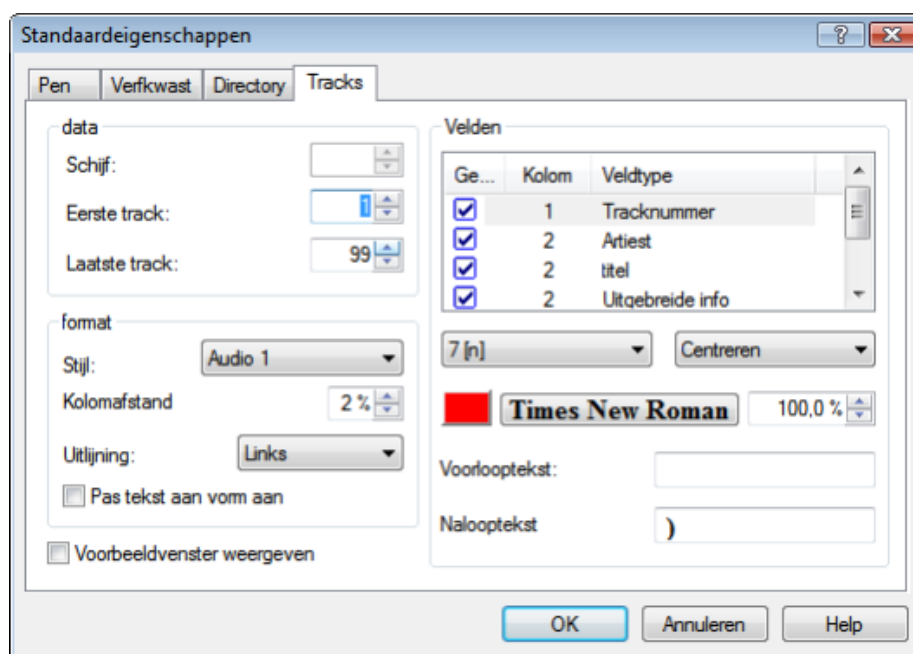 Standaardeigenschappen
Pen Verfkwast Directory Tracks
data
Schijf:
Eerste track: 1
Laatste track: 99
format
Stijl: Audio 1
Kolomafstand 2 %
Uitlijning: Links
Pas tekst aan vorm aan
Voorbeeldvenster weergeven
Velden
Ge... Kolom Veldtype
1 Tracknummer
2 Artiest
2 titel
2 Uitgebreide info
7 [n] Centreren
Times New Roman 100,0 %
Voorlooptekst:
Nalooptekst )
OK Annuleren Help